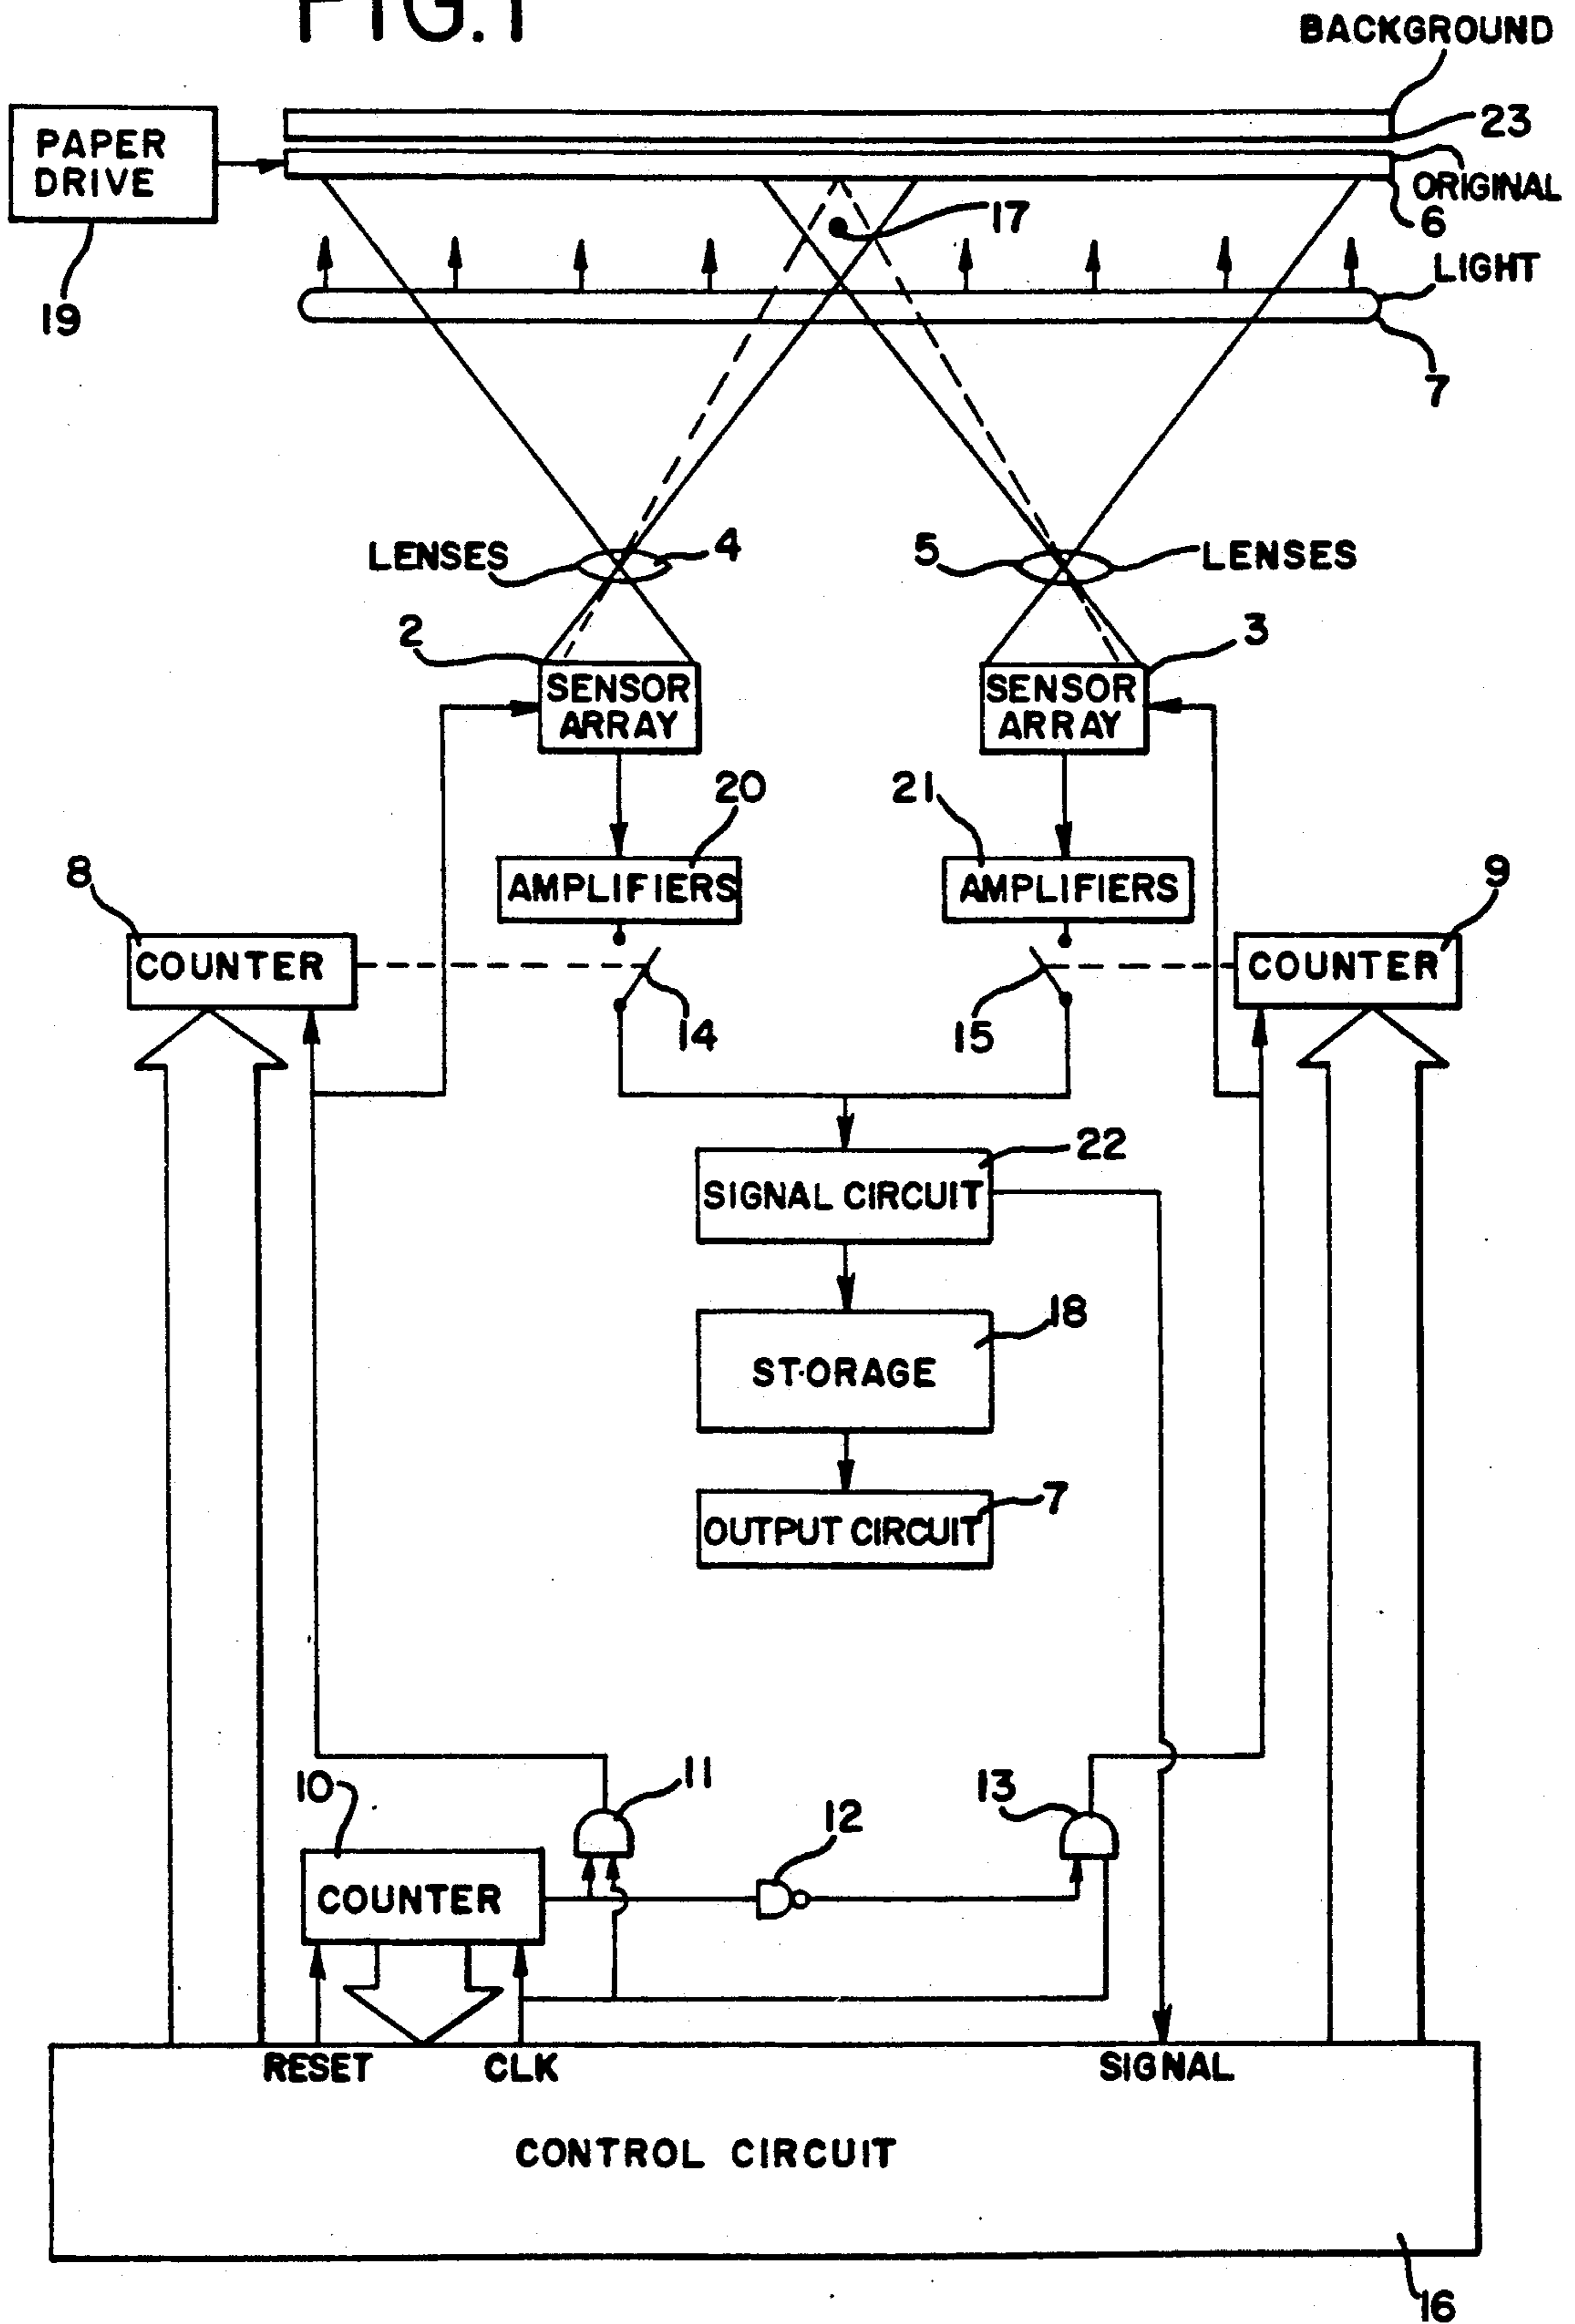 FIG.1
BACKGROUND
PAPER
DRIVE
23
ORIGINAL
6
17
LIGHT
19
7
LENSES
4
5
LENSES
2
3
SENSOR
ARRAY
SENSOR
ARRAY
20
21
8
AMPLIFIERS
AMPLIFIERS
9
COUNTER
COUNTER
14
15
22
SIGNAL CIRCUIT
18
STORAGE
7
OUTPUT CIRCUIT
10
11
13
12
COUNTER
RESET
CLK
SIGNAL
CONTROL CIRCUIT
16